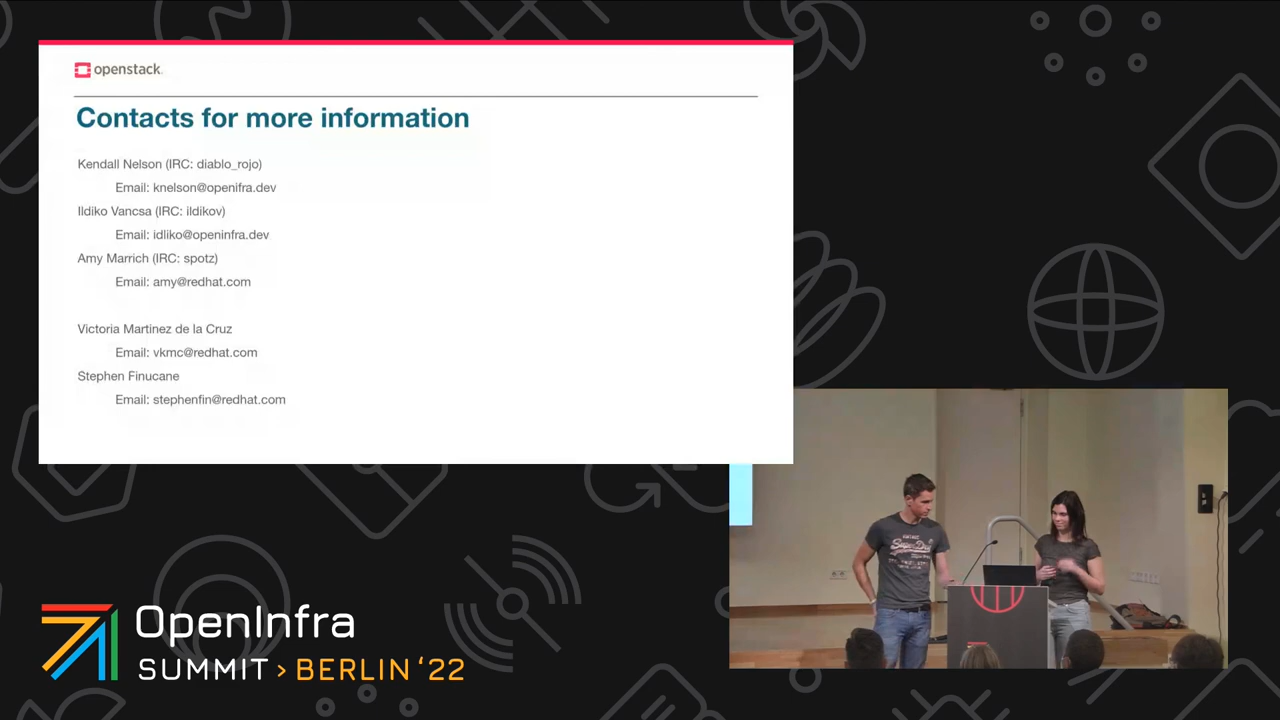 openstack.
Contacts for more information
Kendall Nelson (IRC: diablo_rojo)
Email: knelson@openifra.dev
Ildiko Vancsa (IRC: ildikov)
Email: idliko@openinfra.dev
Amy Marrich (IRC: spotz)
Email: amy@redhat.com
Victoria Martinez de la Cruz
Email: vkmc@redhat.com
Stephen Finucane
Email: stephenfin@redhat.com
OpenInfra
SUMMIT > BERLIN ‘22